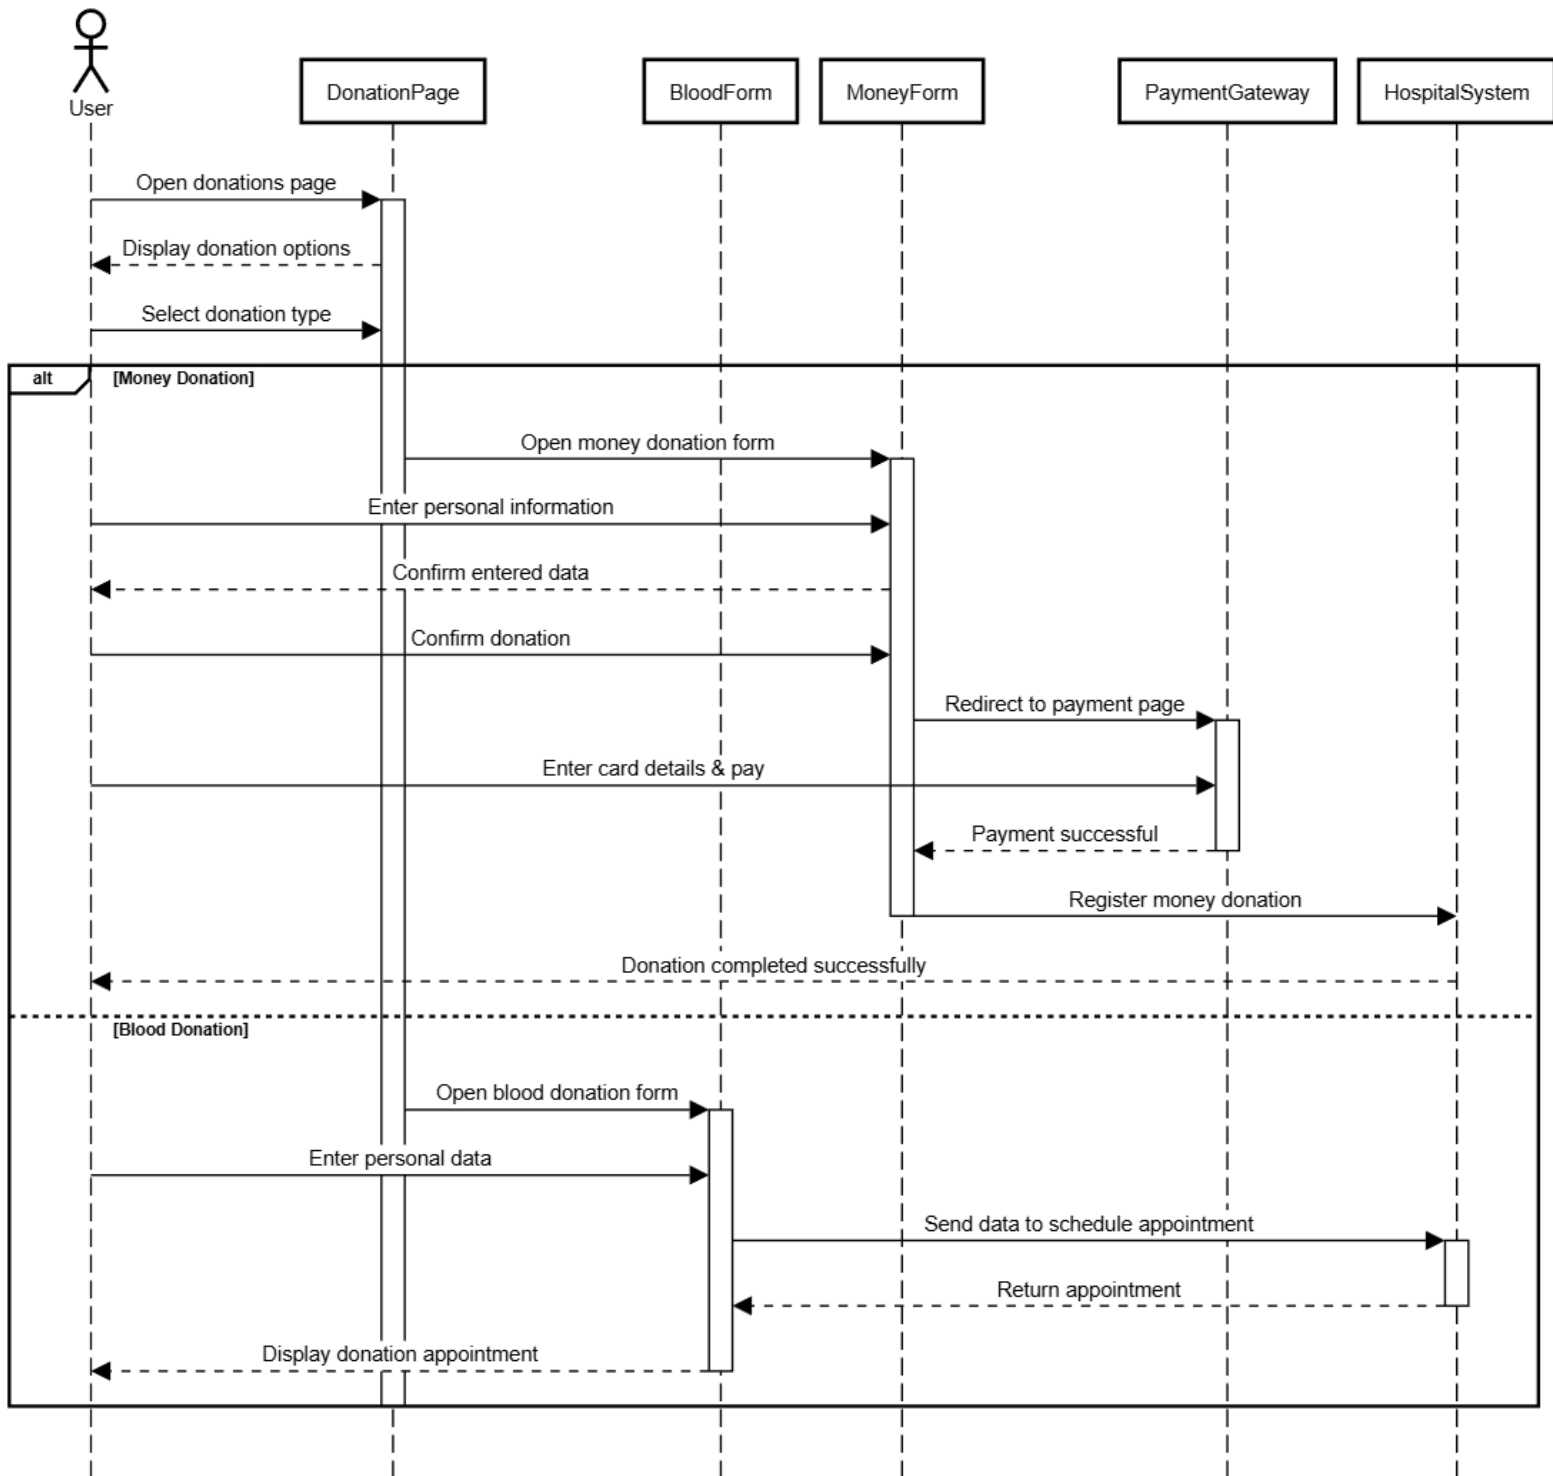 User
DonationPage
BloodForm
MoneyForm
PaymentGateway
HospitalSystem
Open donations page
Display donation options
Select donation type
alt
[Money Donation]
Open money donation form
Enter personal information
Confirm entered data
Confirm donation
Redirect to payment page
Enter card details & pay
Payment successful
Register money donation
Donation completed successfully
[Blood Donation]
Open blood donation form
Enter personal data
Send data to schedule appointment
Return appointment
Display donation appointment